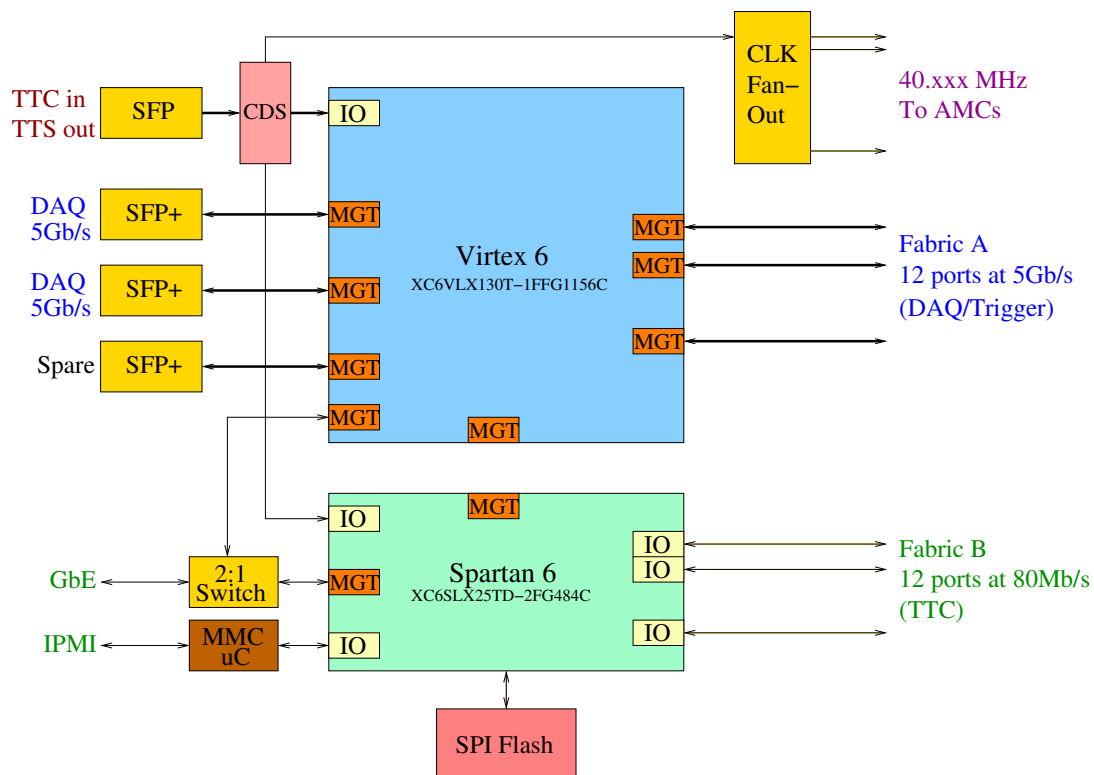 TTC in
TTS out
SFP
CDS
IO
CLK
Fan−
Out
40.xxx MHz
To AMCs
DAQ
5Gb/s
SFP+
MGT
DAQ
5Gb/s
SFP+
MGT
Spare
SFP+
MGT
MGT
Virtex 6
XC6VLX130T−1FFG1156C
MGT
MGT
MGT
MGT
Fabric A
12 ports at 5Gb/s
(DAQ/Trigger)
MGT
IO
GbE
2:1
Switch
MGT
Spartan 6
XC6SLX25TD−2FG484C
IO
IO
IO
Fabric B
12 ports at 80Mb/s
(TTC)
IPMI
MMC
uC
IO
SPI Flash